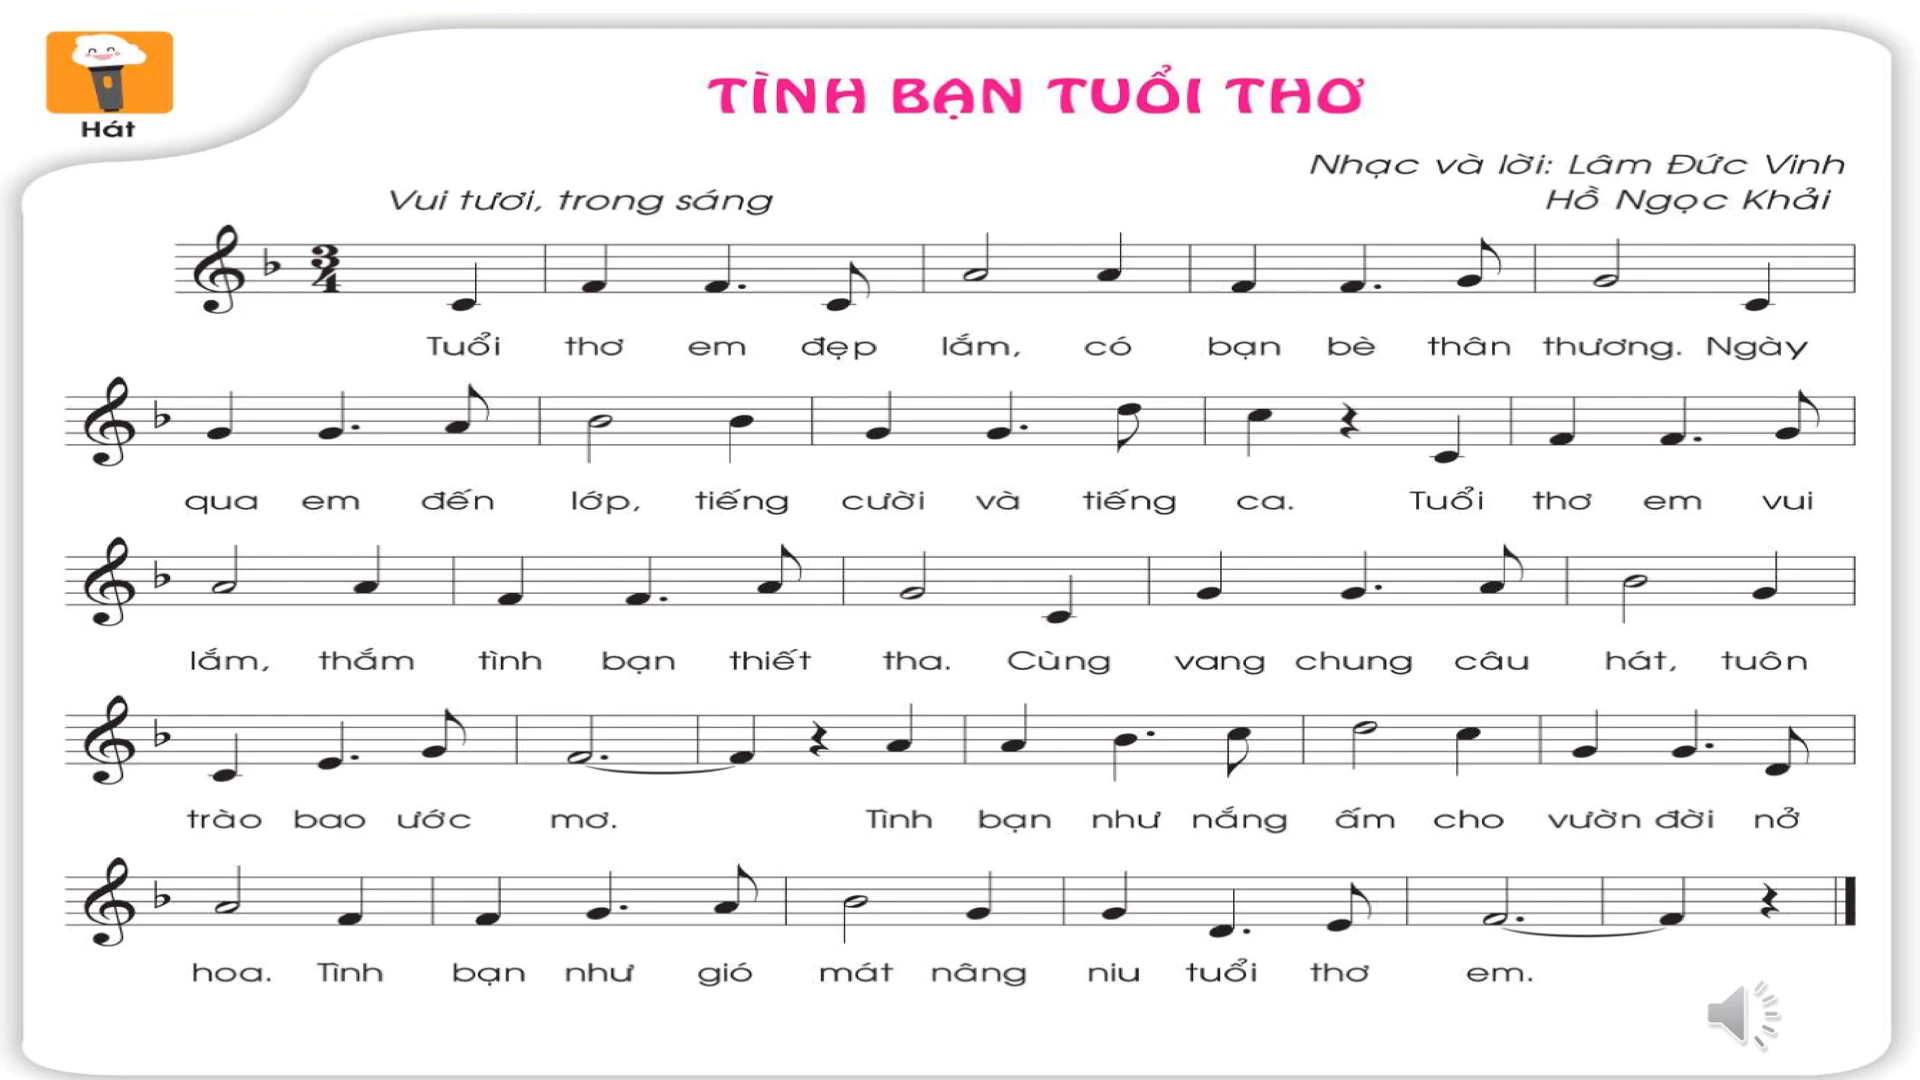 Hát
TÌNH BẠN TUỔI THƠ
Nhạc và lời: Lâm Đức Vinh
Hồ Ngọc Khải
Vui tươi, trong sáng
3
3
4
Tuổi thơ em đẹp lắm, có bạn bè thân thương. Ngày
qua em đến lớp, tiếng cười và tiếng ca. Tuổi thơ em vui
lắm, thắm tình bạn thiết tha. Cùng vang chung câu hát, tuôn
trào bao ước mơ. Tình bạn như nắng ấm cho vườn đời nở
hoa. Tình bạn như gió mát nâng niu tuổi thơ em.